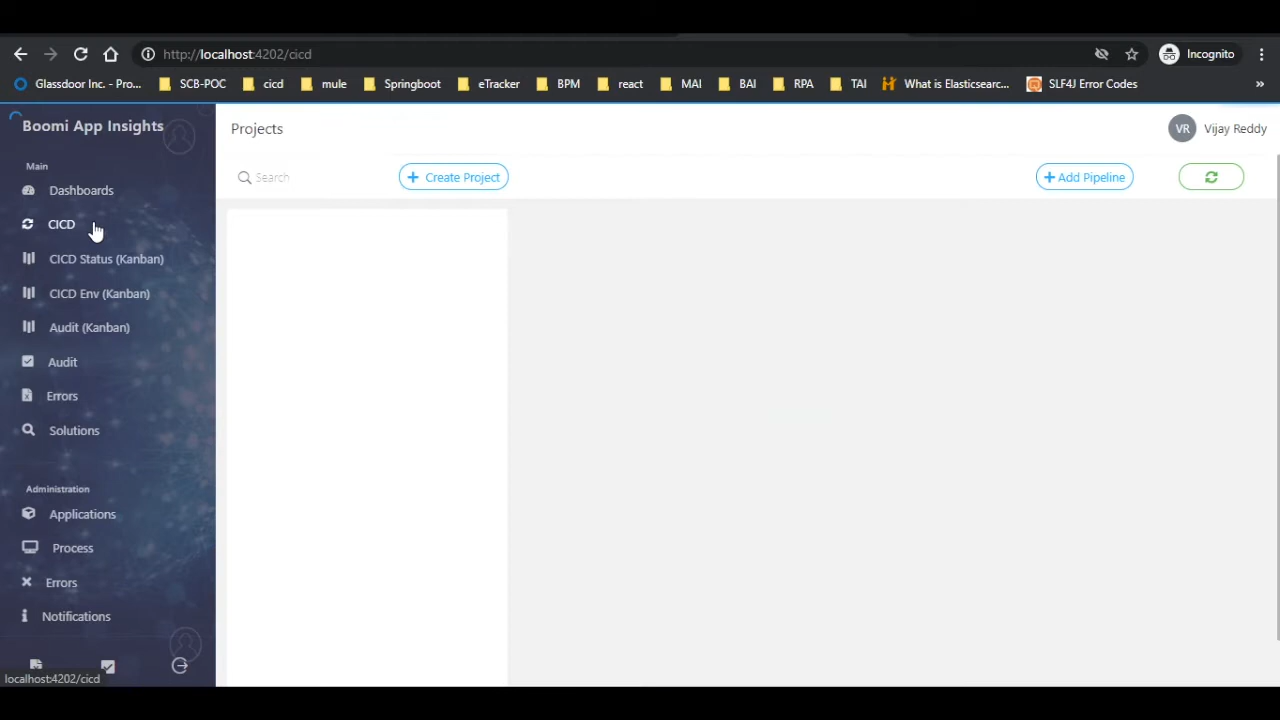 http://localhost:4202/cicd
Incognito
Glassdoor Inc. - Pro...
SCB-POC
cicd
mule
Springboot
eTracker
BPM
react
MAI
BAI
RPA
TAI
What is Elasticsearc...
SLF4J Error Codes
»
Boomi App Insights
Projects
VR
Vijay Reddy
Main
Dashboards
Search
+ Create Project
+ Add Pipeline
CICD
CICD Status (Kanban)
CICD Env (Kanban)
Audit (Kanban)
Audit
Errors
Solutions
Administration
Applications
Process
Errors
Notifications
localhost:4202/cicd